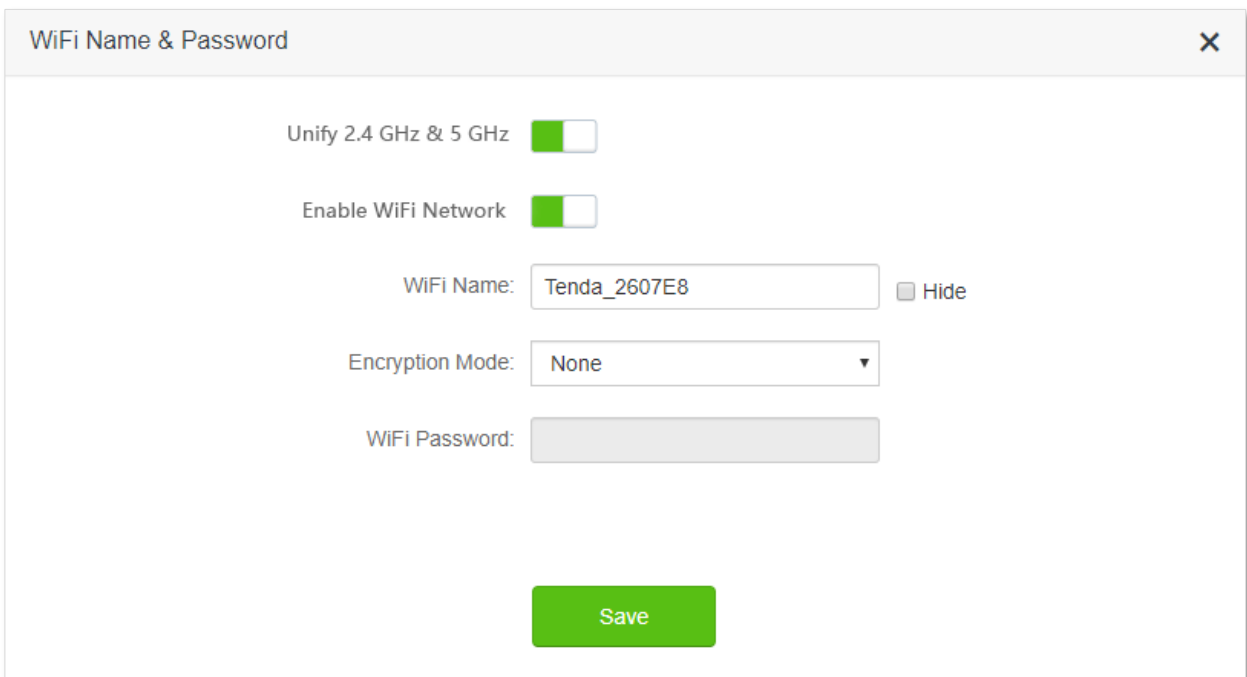 WiFi Name & Password
Unify 2.4 GHz & 5 GHz
Enable WiFi Network
WiFi Name: Tenda_2607E8 Hide
Encryption Mode: None
WiFi Password:
Save